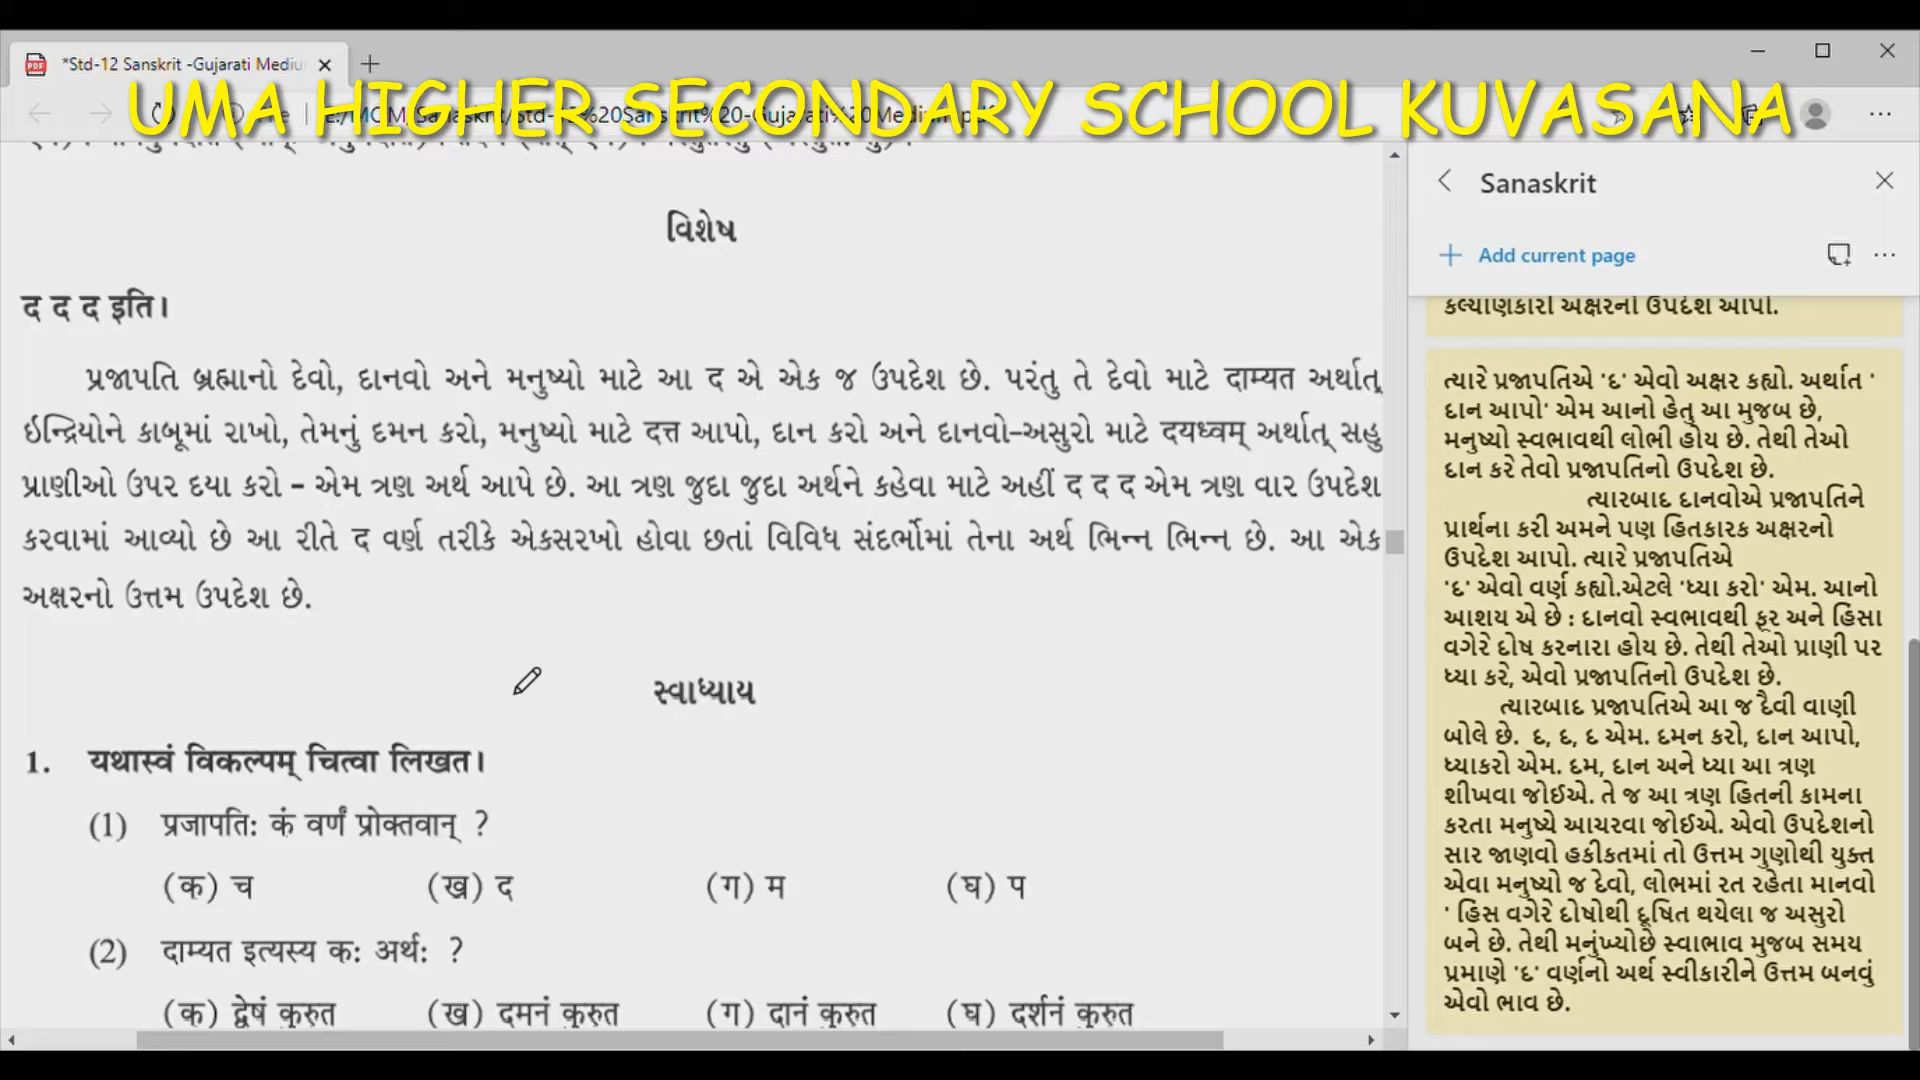 *Std-12 Sanskrit -Gujarati Mediu
UMA HIGHER SECONDARY SCHOOL KUVASANA
વિશેષ
द द द इति।
પ્રજાપતિ બ્રહ્માનો દેવો, દાનવો અને મનુષ્યો માટે આ द એ એક જ ઉપદેશ છે. પરંતુ તે દેવો માટે दाम्यत અર્થાત્
ઇન્દ્રિયોને કાબૂમાં રાખો, તેમનું દમન કરો, મનુષ્યો માટે दत्त આપો, દાન કરો અને દાનવો-અસુરો માટે दयध्वम् અર્થાત્ સહુ
પ્રાણીઓ ઉપર દયા કરો – એમ ત્રણ અર્થ આપે છે. આ ત્રણ જુદા જુદા અર્થને કહેવા માટે અહીં द द द એમ ત્રણ વાર ઉપદેશ
કરવામાં આવ્યો છે આ રીતે द વર્ણ તરીકે એકસરખો હોવા છતાં વિવિધ સંદર્ભોમાં તેના અર્થ ભિન્ન ભિન્ન છે. આ એક
અક્ષરનો ઉત્તમ ઉપદેશ છે.
સ્વાધ્યાય
1. यथास्वं विकल्पम् चित्वा लिखत।
(1) प्रजापतिः कं वर्णं प्रोक्तवान् ?
(क) च (ख) द (ग) म (घ) प
(2) दाम्यत इत्यस्य कः अर्थः ?
(क) द्वेषं कुरुत (ख) दमनं कुरुत (ग) दानं कुरुत (घ) दर्शनं कुरुत
Sanaskrit
Add current page
કલ્યાણકારી અક્ષરનો ઉપદેશ આપો.
ત્યારે પ્રજાપતિએ 'દ' એવો અક્ષર કહ્યો. અર્થાત '
દાન આપો' એમ આનો હેતુ આ મુજબ છે,
મનુષ્યો સ્વભાવથી લોભી હોય છે. તેથી તેઓ
દાન કરે તેવો પ્રજાપતિનો ઉપદેશ છે.
ત્યારબાદ દાનવોએ પ્રજાપતિને
પ્રાર્થના કરી અમને પણ હિતકારક અક્ષરનો
ઉપદેશ આપો. ત્યારે પ્રજાપતિએ
'દ' એવો વર્ણ કહ્યો.એટલે 'ધ્યા કરો' એમ. આનો
આશય એ છે : દાનવો સ્વભાવથી ફૂર અને હિસા
વગેરે દોષ કરનારા હોય છે. તેથી તેઓ પ્રાણી પર
ધ્યા કરે, એવો પ્રજાપતિનો ઉપદેશ છે.
ત્યારબાદ પ્રજાપતિએ આ જ દૈવી વાણી
બોલે છે. દ, દ, દ એમ. દમન કરો, દાન આપો,
ધ્યાકરો એમ. દમ, દાન અને ધ્યા આ ત્રણ
શીખવા જોઈએ. તે જ આ ત્રણ હિતની કામના
કરતા મનુષ્યે આચરવા જોઈએ. એવો ઉપદેશનો
સાર જાણવો હકીકતમાં તો ઉત્તમ ગુણોથી યુક્ત
એવા મનુષ્યો જ દેવો, લોભમાં રત રહેતા માનવો
' હિસ વગેરે દોષોથી દૂષિત થયેલા જ અસુરો
બને છે. તેથી મનુંખ્યોછે સ્વાભાવ મુજબ સમય
પ્રમાણે 'દ' વર્ણનો અર્થ સ્વીકારીને ઉત્તમ બનવું
એવો ભાવ છે.